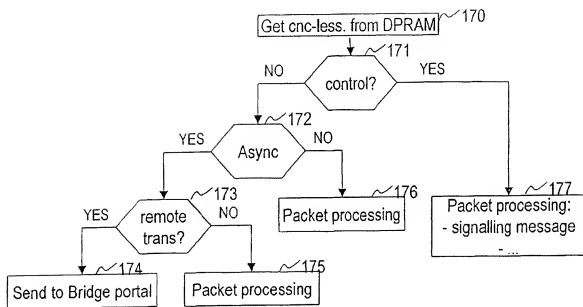 Get cnc-less. from DPRAM
170
171
NO
control?
YES
172
YES
Async
NO
173
176
177
YES
remote
trans?
NO
Packet processing
Packet processing:
- signalling message
- ...
174
175
Send to Bridge portal
Packet processing